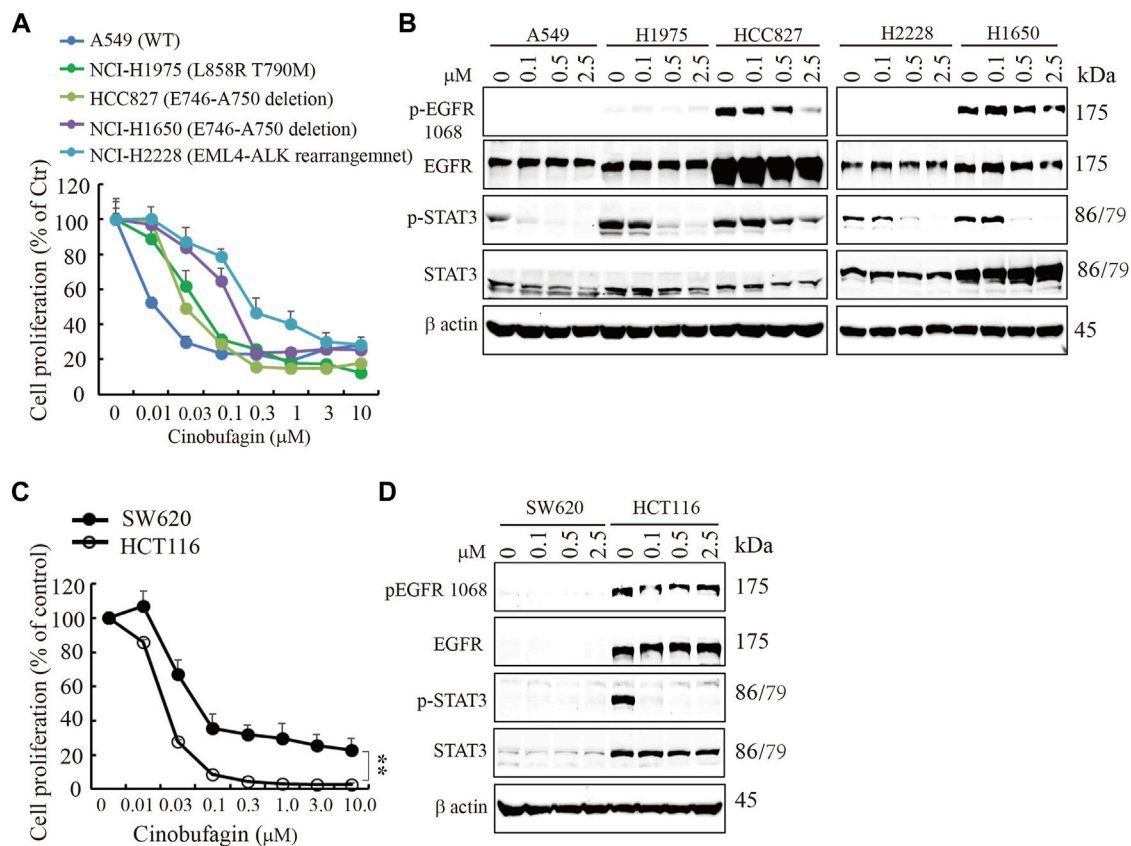 A
A549 (WT)
NCI-H1975 (L858R T790M)
HCC827 (E746-A750 deletion)
NCI-H1650 (E746-A750 deletion)
NCI-H2228 (EML4-ALK rearrangemnet)
Cell proliferation (% of Ctr)
120
100
80
60
40
20
0
0 0.01 0.03 0.1 0.3 1 3 10
Cinobufagin (μM)
B
A549 H1975 HCC827 H2228 H1650
μM 0 0.1 0.5 2.5 0 0.1 0.5 2.5 0 0.1 0.5 2.5 0 0.1 0.5 2.5 0 0.1 0.5 2.5 kDa
p-EGFR
1068
175
EGFR 175
p-STAT3 86/79
STAT3 86/79
β actin 45
C
SW620
HCT116
Cell proliferation (% of control)
120
100
80
60
40
20
0
**
0 0.01 0.03 0.1 0.3 1.0 3.0 10.0
Cinobufagin (μM)
D
SW620 HCT116
μM 0 0.1 0.5 2.5 0 0.1 0.5 2.5 kDa
pEGFR 1068 175
EGFR 175
p-STAT3 86/79
STAT3 86/79
β actin 45